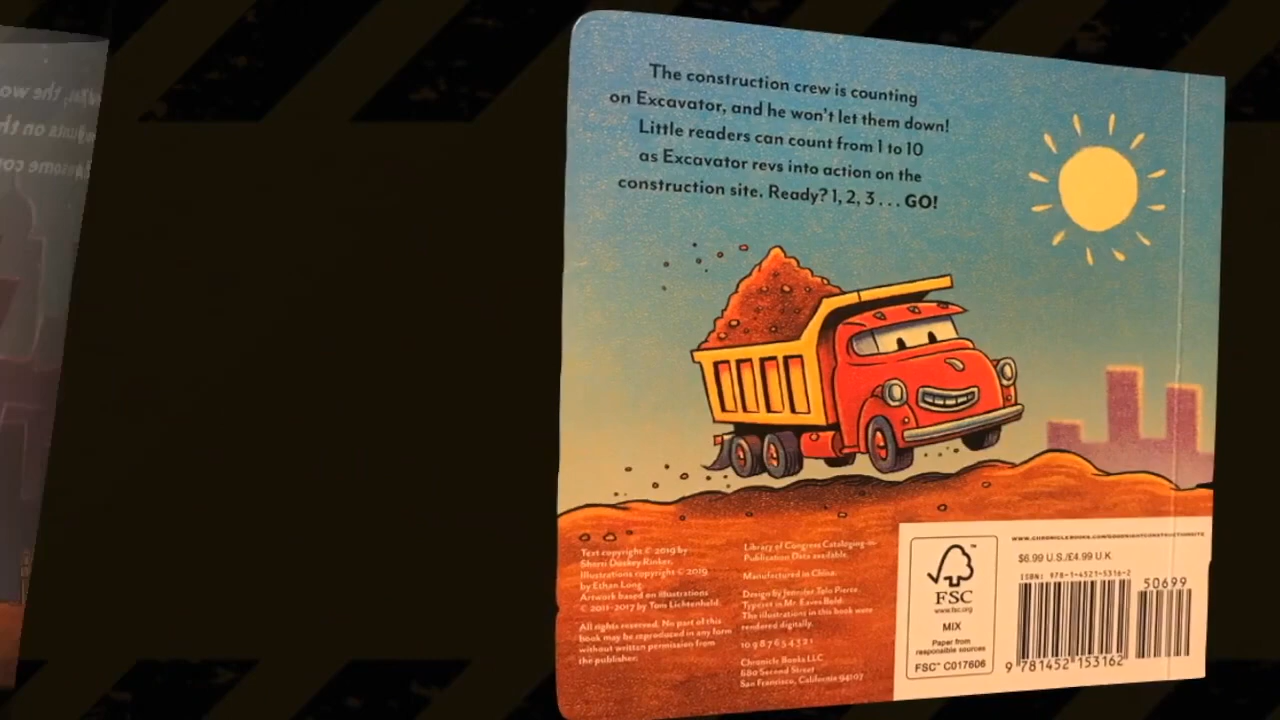 The construction crew is counting
on Excavator, and he won't let them down!
Little readers can count from 1 to 10
as Excavator revs into action on the
construction site. Ready? 1, 2, 3 . . . GO!
Text copyright © 2019 by
Sherri Duskey Rinker.
Illustrations copyright © 2019
by Ethan Long.
Artwork based on illustrations
© 2011-2017 by Tom Lichtenheld.
All rights reserved. No part of this
book may be reproduced in any form
without written permission from
the publisher.
Library of Congress Cataloging-in-
Publication Data available.
Manufactured in China.
Design by Jennifer Tolo Pierce.
Typeset in Mr. Eaves Bold.
The illustrations in this book were
rendered digitally.
10 9 8 7 6 5 4 3 2 1
Chronicle Books LLC
680 Second Street
San Francisco, California 94107
WWW.CHRONICLEBOOKS.COM/GOODNIGHTCONSTRUCTIONSITE
$6.99 U.S./£4.99 U.K.
ISBN: 978-1-4521-5316-2
50699
9 781452 153162
FSC
www.fsc.org
MIX
Paper from
responsible sources
FSC™ C017606